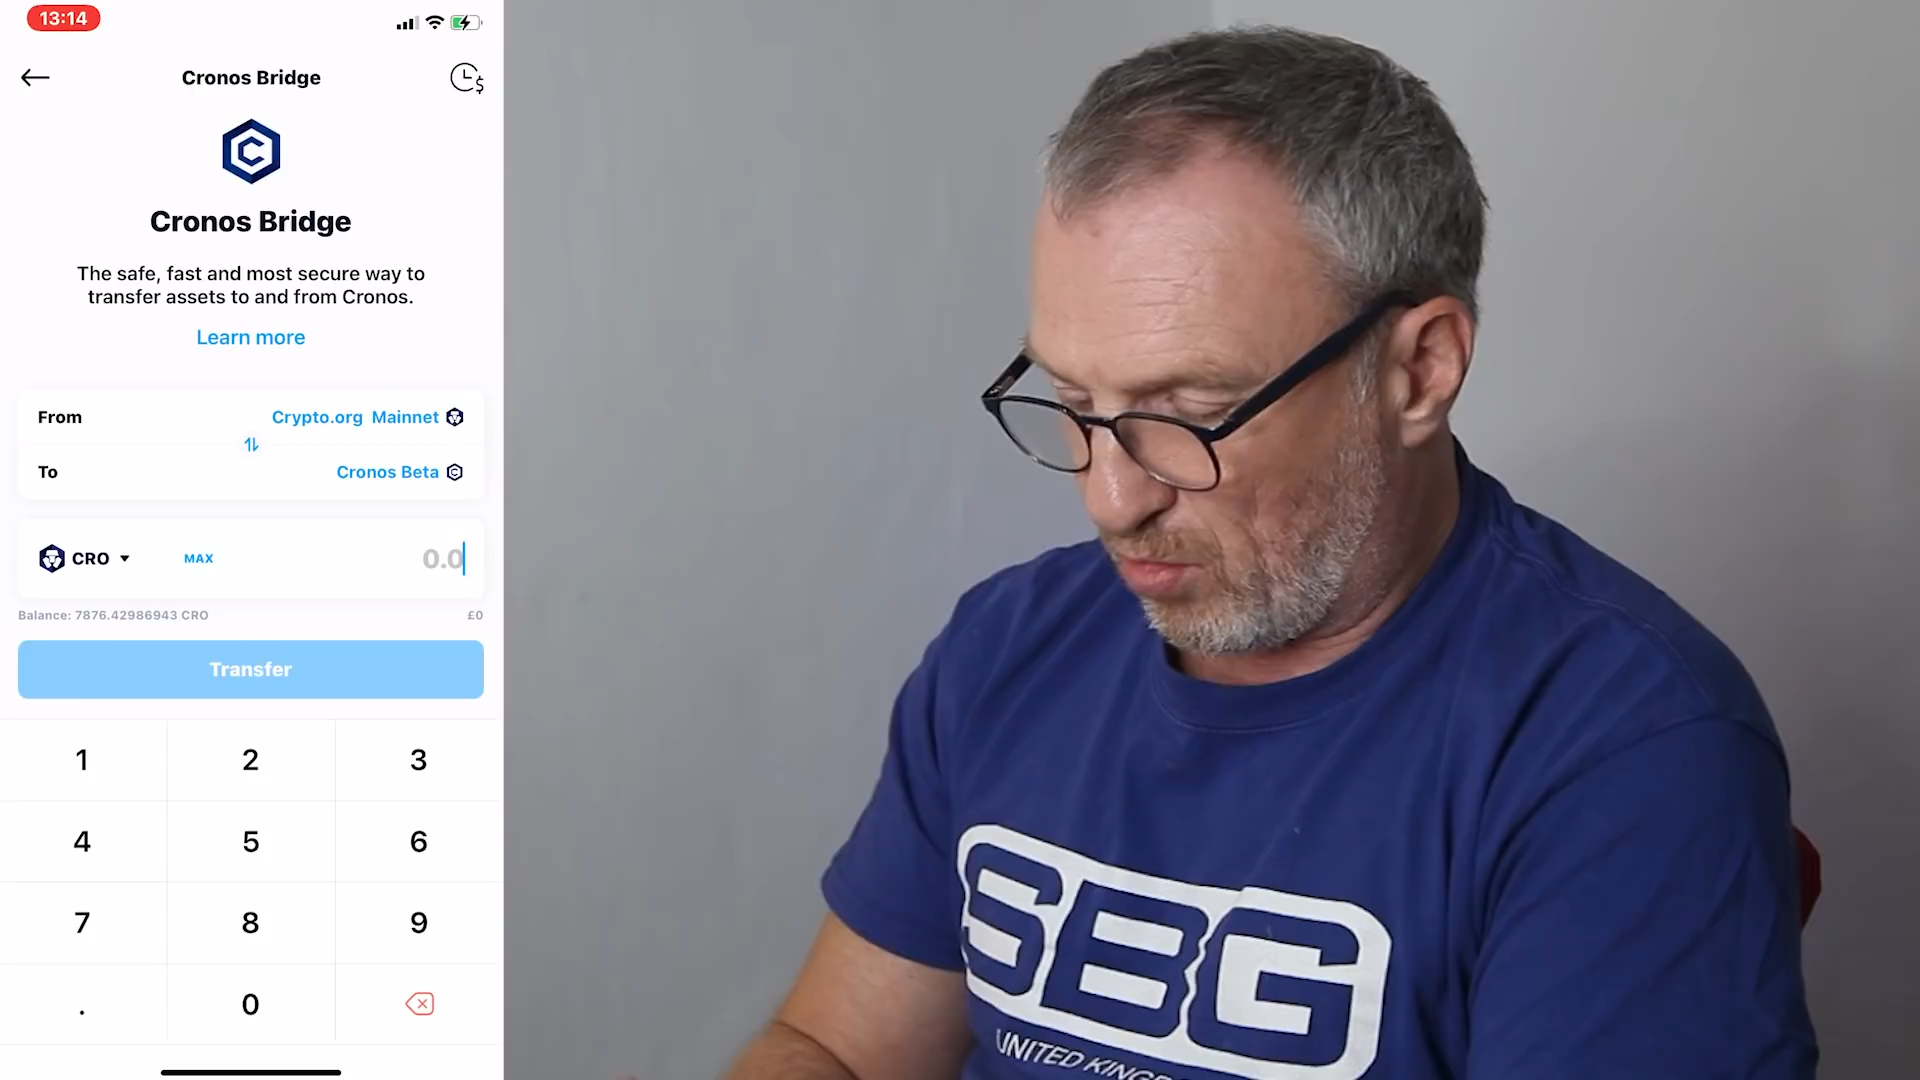 13:14
Cronos Bridge
Cronos Bridge
The safe, fast and most secure way to
transfer assets to and from Cronos.
Learn more
From Crypto.org Mainnet
To Cronos Beta
CRO MAX 0.0
Balance: 7876.42986943 CRO £0
Transfer
1 2 3
4 5 6
7 8 9
. 0
SBG
UNITED